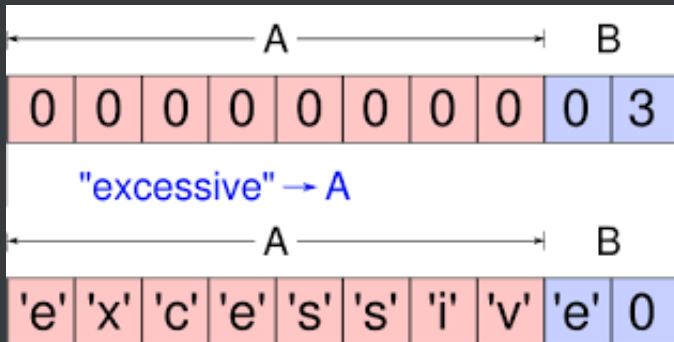 A B
0 0 0 0 0 0 0 0 0 3
"excessive" → A
A B
'e' 'x' 'c' 'e' 's' 's' 'i' 'v' 'e' 0